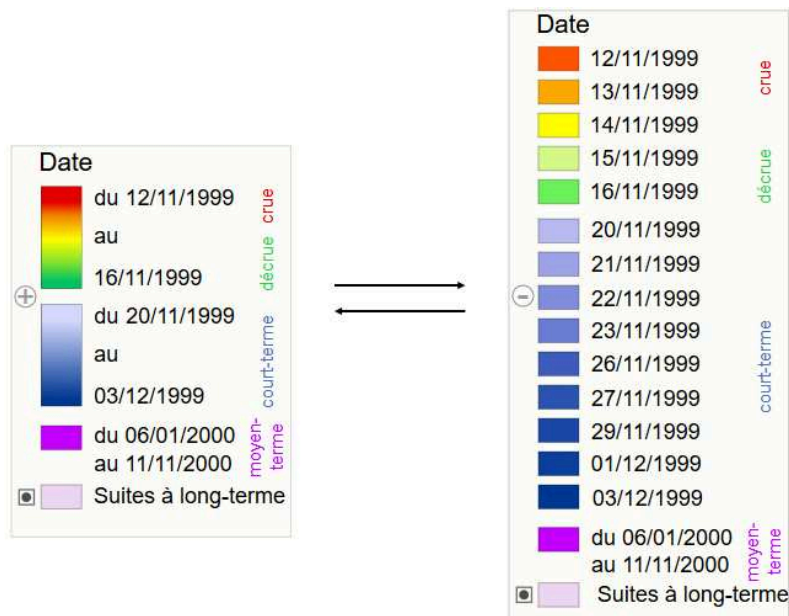 Date
du 12/11/1999
au
16/11/1999
crue
décrue
du 20/11/1999
au
03/12/1999
court-terme
du 06/01/2000
au 11/11/2000
moyen-
terme
Suites à long-terme
Date
12/11/1999
13/11/1999
14/11/1999
crue
15/11/1999
16/11/1999
décrue
20/11/1999
21/11/1999
22/11/1999
23/11/1999
26/11/1999
27/11/1999
29/11/1999
01/12/1999
03/12/1999
court-terme
du 06/01/2000
au 11/11/2000
moyen-
terme
Suites à long-terme